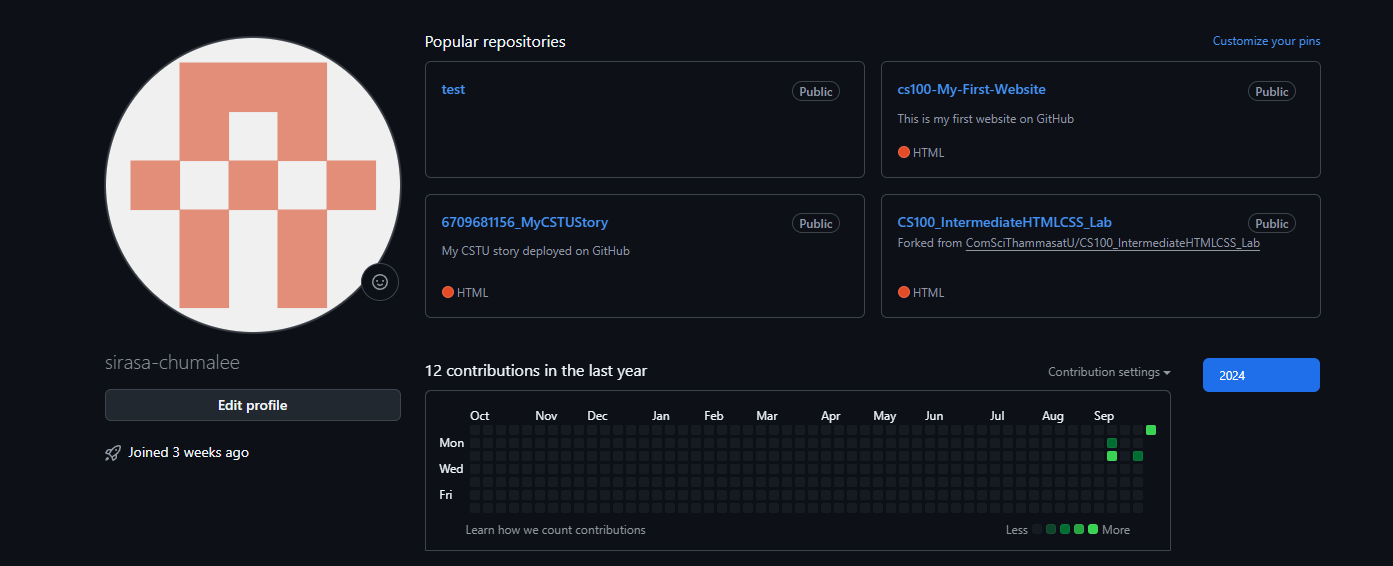 sirasa-chumalee
Edit profile
Joined 3 weeks ago
Popular repositories
Customize your pins
test
Public
cs100-My-First-Website
Public
This is my first website on GitHub
HTML
6709681156_MyCSTUStory
Public
My CSTU story deployed on GitHub
HTML
CS100_IntermediateHTMLCSS_Lab
Public
Forked from ComSciThammasatU/CS100_IntermediateHTMLCSS_Lab
HTML
12 contributions in the last year
Contribution settings
2024
Oct Nov Dec Jan Feb Mar Apr May Jun Jul Aug Sep
Mon
Wed
Fri
Learn how we count contributions
Less More